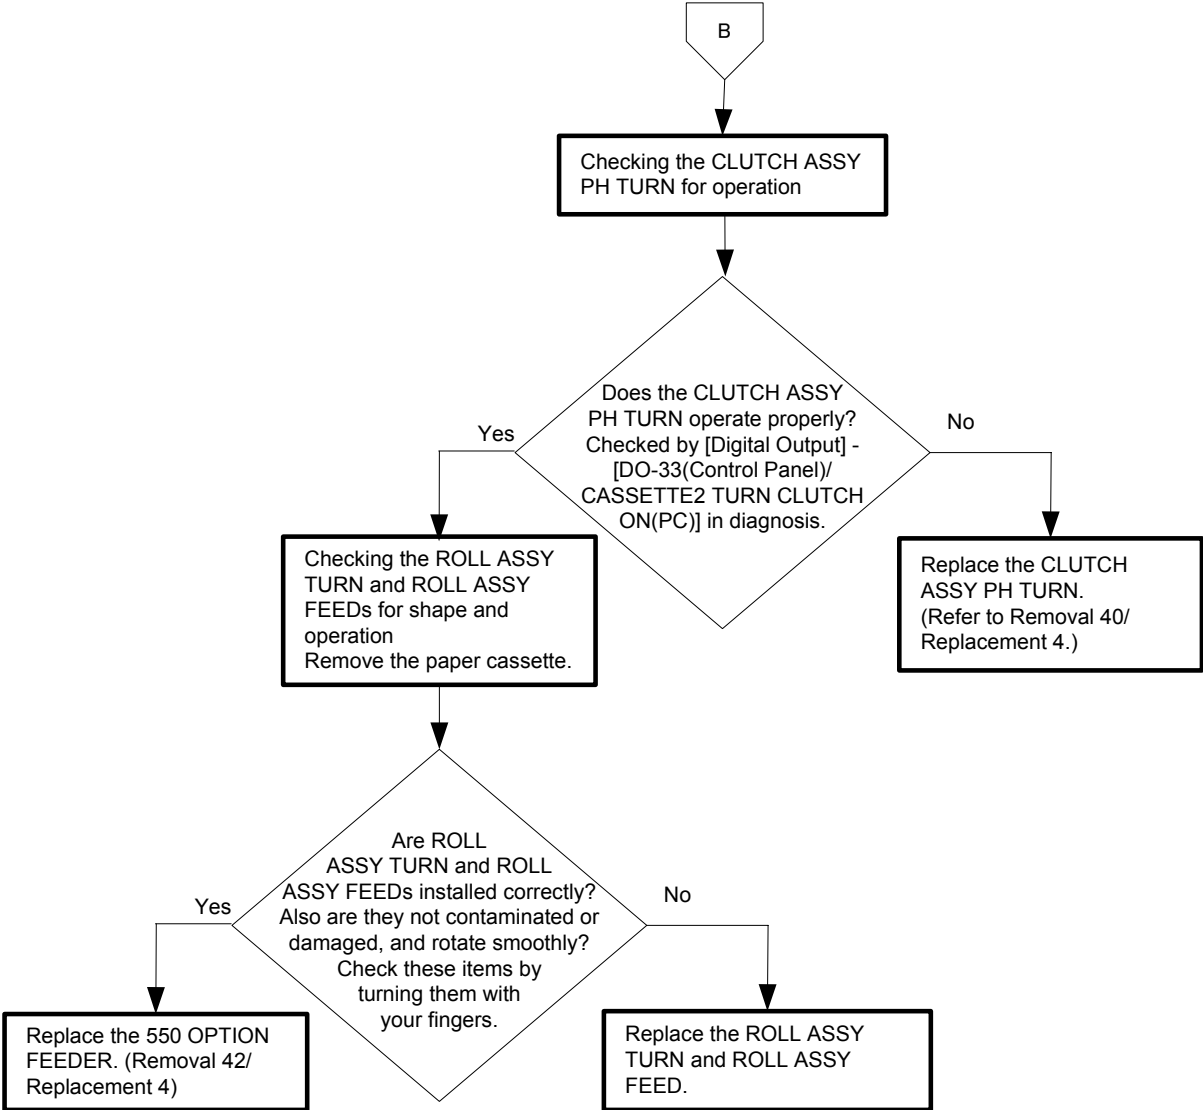 B
Checking the CLUTCH ASSY
PH TURN for operation
Does the CLUTCH ASSY
PH TURN operate properly?
Checked by [Digital Output] -
[DO-33(Control Panel)/
CASSETTE2 TURN CLUTCH
ON(PC)] in diagnosis.
Yes
No
Checking the ROLL ASSY
TURN and ROLL ASSY
FEEDs for shape and
operation
Remove the paper cassette.
Replace the CLUTCH
ASSY PH TURN.
(Refer to Removal 40/
Replacement 4.)
Are ROLL
ASSY TURN and ROLL
ASSY FEEDs installed correctly?
Also are they not contaminated or
damaged, and rotate smoothly?
Check these items by
turning them with
your fingers.
Yes
No
Replace the 550 OPTION
FEEDER. (Removal 42/
Replacement 4)
Replace the ROLL ASSY
TURN and ROLL ASSY
FEED.